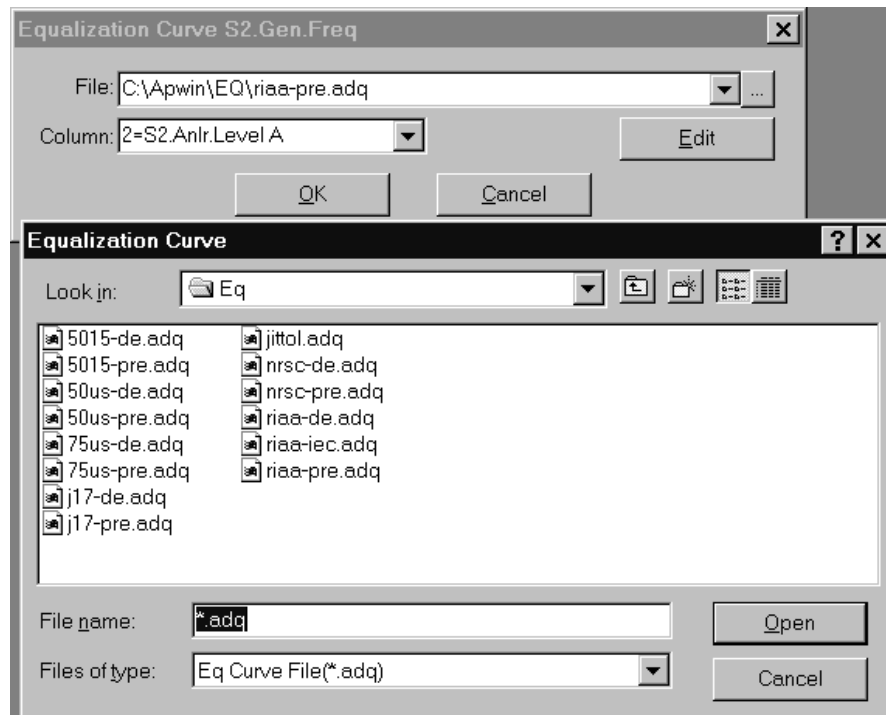 Equalization Curve S2.Gen.Freq
File: C:\Apwin\EQ\riaa-pre.adq ...
Column: 2=S2.Anlr.Level A Edit
OK Cancel
Equalization Curve
Look in: Eq
5015-de.adq jittol.adq
5015-pre.adq nrsc-de.adq
50us-de.adq nrsc-pre.adq
50us-pre.adq riaa-de.adq
75us-de.adq riaa-iec.adq
75us-pre.adq riaa-pre.adq
j17-de.adq
j17-pre.adq
File name: *.adq Open
Files of type: Eq Curve File(*.adq) Cancel